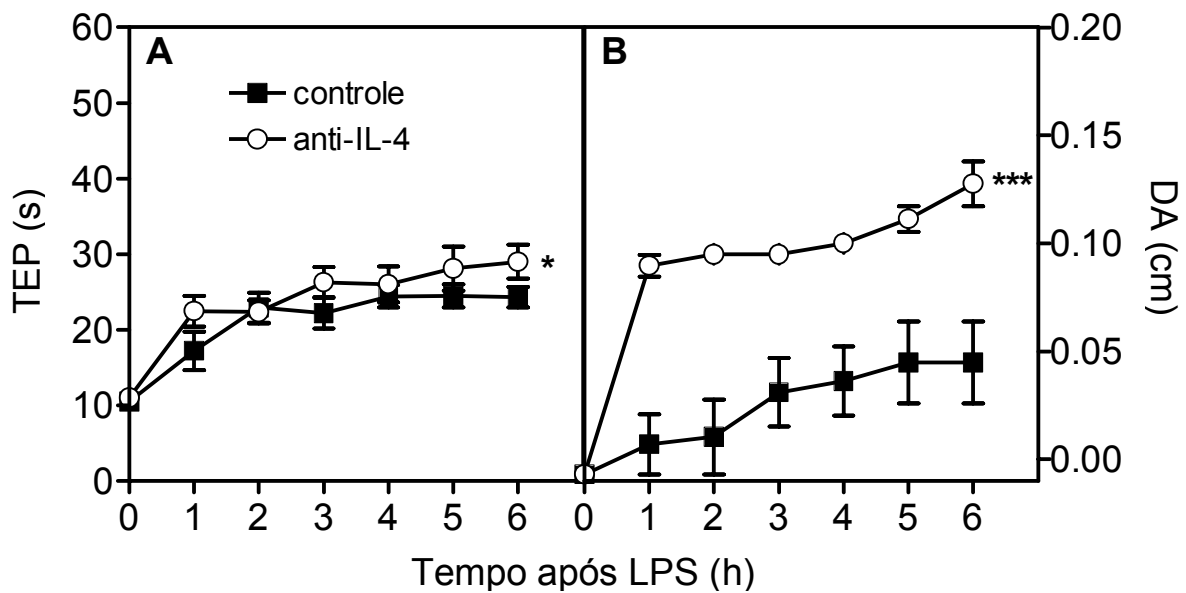 A
B
controle
anti-IL-4
TEP (s)
60
50
40
30
20
10
0
*
***
0.20
0.15
0.10
0.05
0.00
DA (cm)
0 1 2 3 4 5 6
0 1 2 3 4 5 6
Tempo após LPS (h)